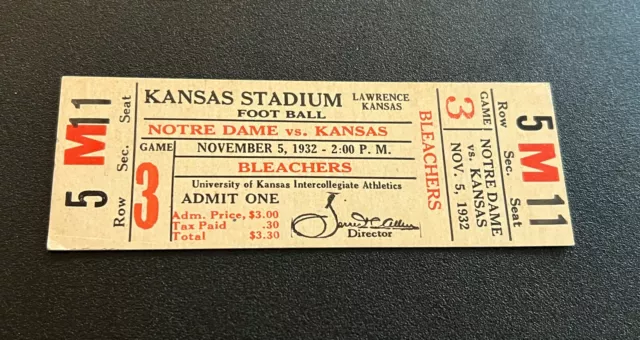 5 M 11
Row Sec. Seat
KANSAS STADIUM
LAWRENCE
KANSAS
FOOT BALL
NOTRE DAME vs. KANSAS
GAME
3
NOVEMBER 5, 1932 - 2:00 P. M.
BLEACHERS
University of Kansas Intercollegiate Athletics
ADMIT ONE
Adm. Price, $3.00
Tax Paid .30
Total $3.30
Forrest C. Allen
Director
BLEACHERS
3
GAME
NOTRE DAME
vs. KANSAS
NOV. 5, 1932
Row Sec. Seat
5 M 11